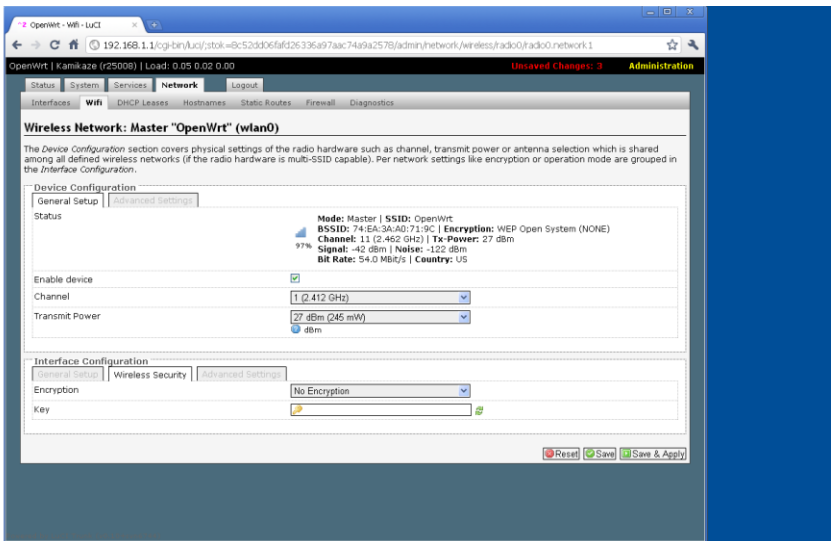 OpenWrt - Wifi - LuCI
192.168.1.1/cgi-bin/luci/;stok=8c52dd06fafd26336a97aac74a9a2578/admin/network/wireless/radio0/radio0.network1
OpenWrt | Kamikaze (r25008) | Load: 0.05 0.02 0.00 Unsaved Changes: 3 Administration
Status System Services Network Logout
Interfaces Wifi DHCP Leases Hostnames Static Routes Firewall Diagnostics
Wireless Network: Master "OpenWrt" (wlan0)
The Device Configuration section covers physical settings of the radio hardware such as channel, transmit power or antenna selection which is shared
among all defined wireless networks (if the radio hardware is multi-SSID capable). Per network settings like encryption or operation mode are grouped in
the Interface Configuration.
Device Configuration
General Setup Advanced Settings
Status
Mode: Master | SSID: OpenWrt
BSSID: 74:EA:3A:A0:71:9C | Encryption: WEP Open System (NONE)
Channel: 11 (2.462 GHz) | Tx-Power: 27 dBm
97% Signal: -42 dBm | Noise: -122 dBm
Bit Rate: 54.0 MBit/s | Country: US
Enable device
Channel 1 (2.412 GHz)
Transmit Power 27 dBm (245 mW)
dBm
Interface Configuration
General Setup Wireless Security Advanced Settings
Encryption No Encryption
Key
Reset Save Save & Apply